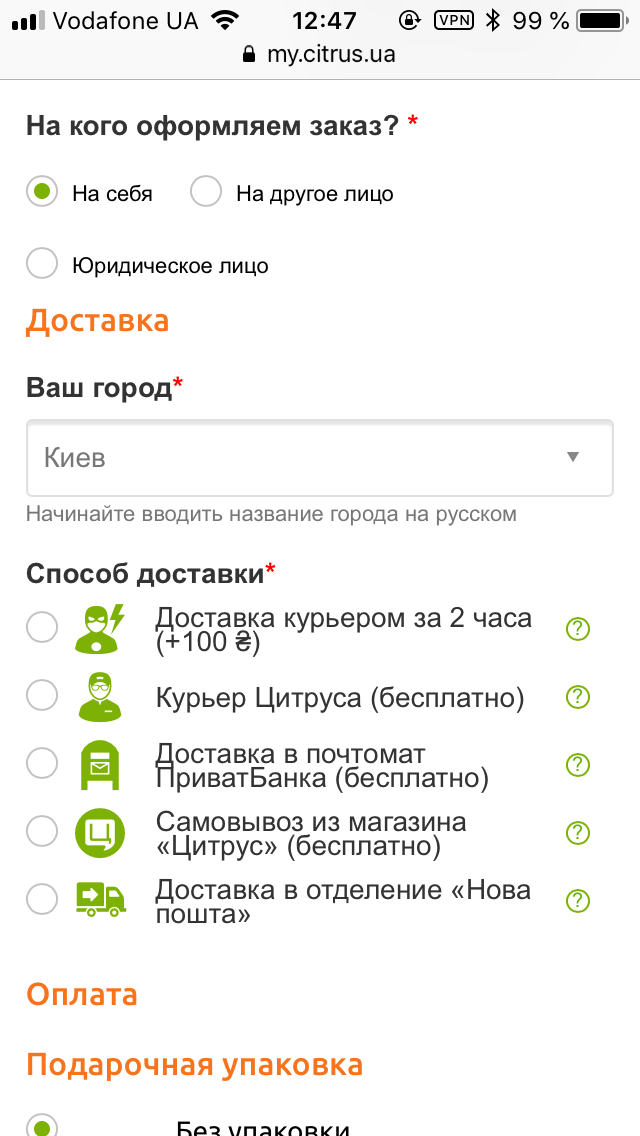 Vodafone UA 12:47 VPN 99 %
my.citrus.ua
На кого оформляем заказ? *
На себя На другое лицо
Юридическое лицо
Доставка
Ваш город*
Киев
Начинайте вводить название города на русском
Способ доставки*
Доставка курьером за 2 часа
(+100 ₴) ?
Курьер Цитруса (бесплатно) ?
Доставка в почтомат
ПриватБанка (бесплатно) ?
Самовывоз из магазина
«Цитрус» (бесплатно) ?
Доставка в отделение «Нова
пошта» ?
Оплата
Подарочная упаковка
Без упаковки